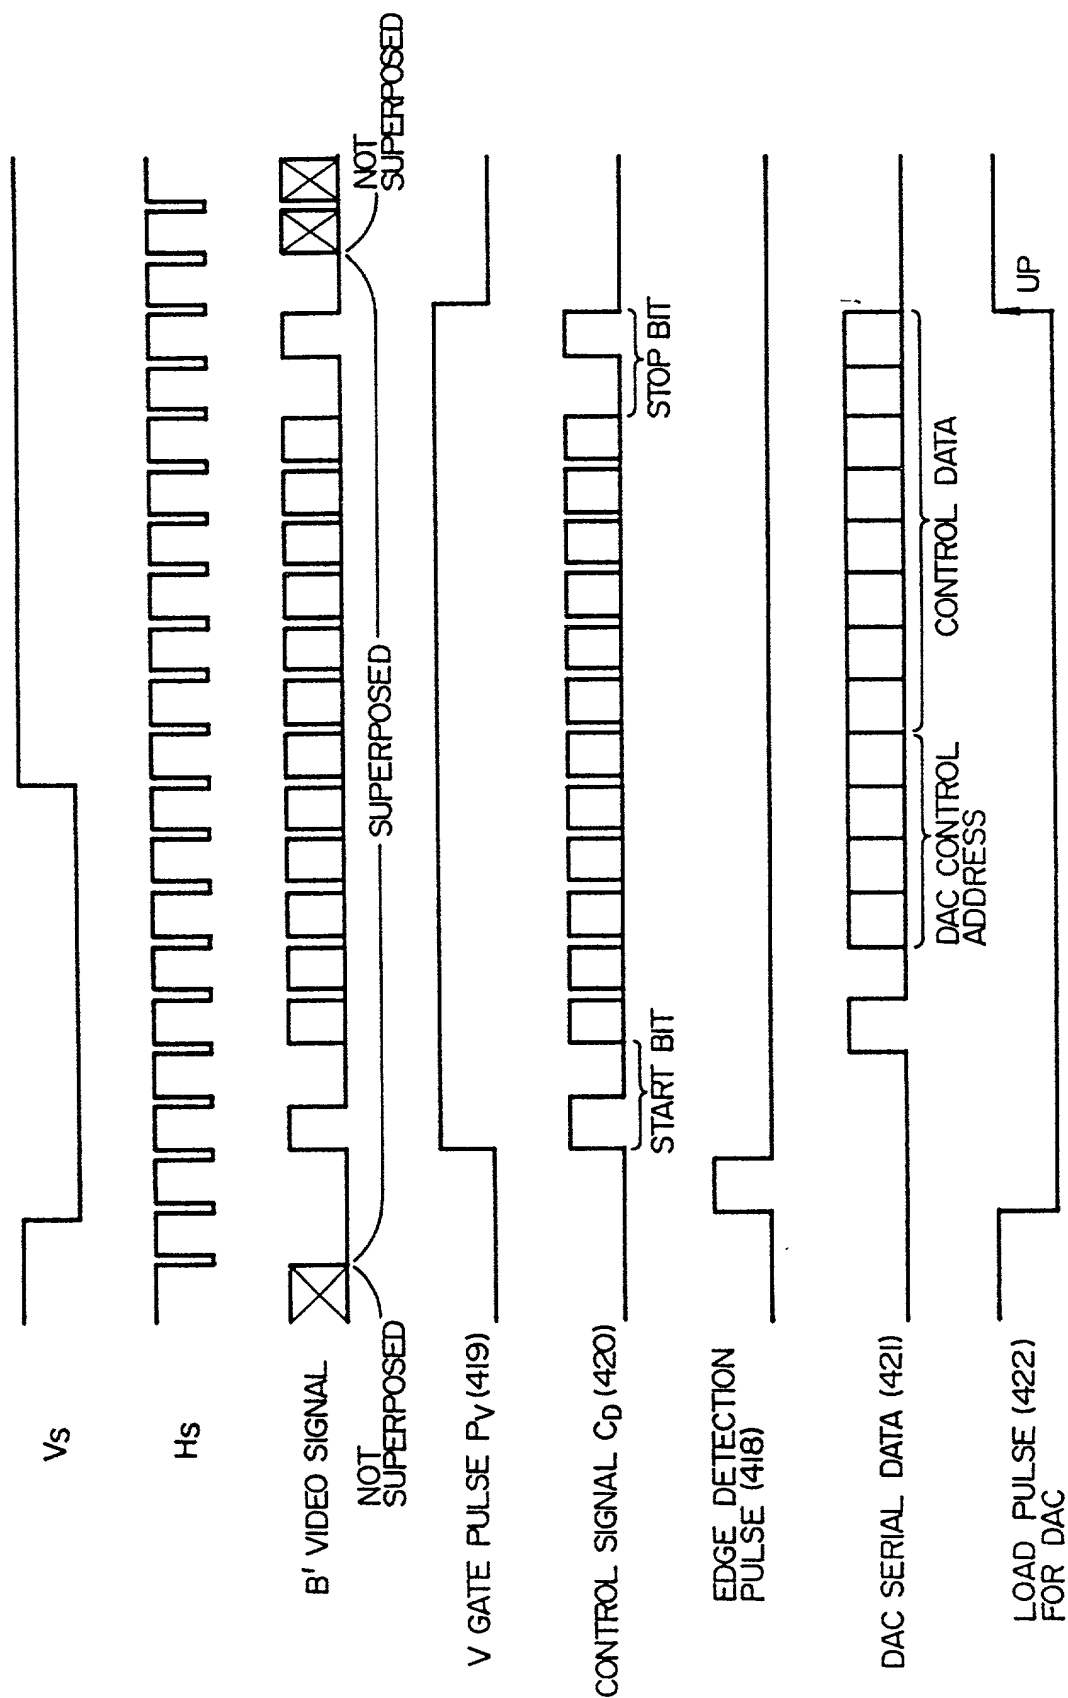 Vs
Hs
B' VIDEO SIGNAL
NOT
SUPERPOSED
SUPERPOSED
NOT
SUPERPOSED
V GATE PULSE PV (419)
CONTROL SIGNAL CD (420)
START BIT
STOP BIT
EDGE DETECTION
PULSE (418)
DAC SERIAL DATA (421)
DAC CONTROL
ADDRESS
CONTROL DATA
LOAD PULSE (422)
FOR DAC
UP